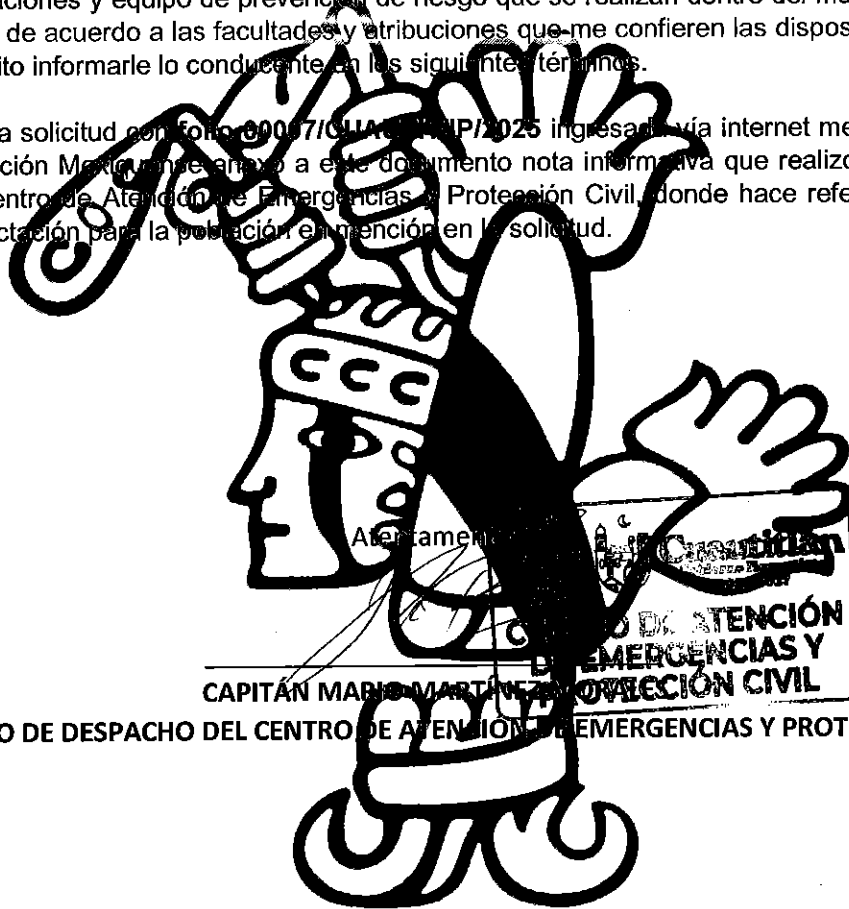 aciones y equipo de prevención de riesgo que se realizan dentro del m
de acuerdo a las facultades y atribuciones que me confieren las dispos
ito informarle lo conducente en los siguientes términos.
a solicitud con folio 00007/ IP/2025 ingresada vía internet me
ción Mexiquense anexo a este documento nota informativa que realizo
entro de Atención de Emergencias y Protección Civil, donde hace refe
ctación para la población en mención en la solicitud.
Atentamen
Cuautitlán
DE ATENCIÓN
DE EMERGENCIAS Y
PROTECCIÓN CIVIL
CAPITÁN MARIO MARTÍNEZ
O DE DESPACHO DEL CENTRO DE ATENCIÓN DE EMERGENCIAS Y PROT